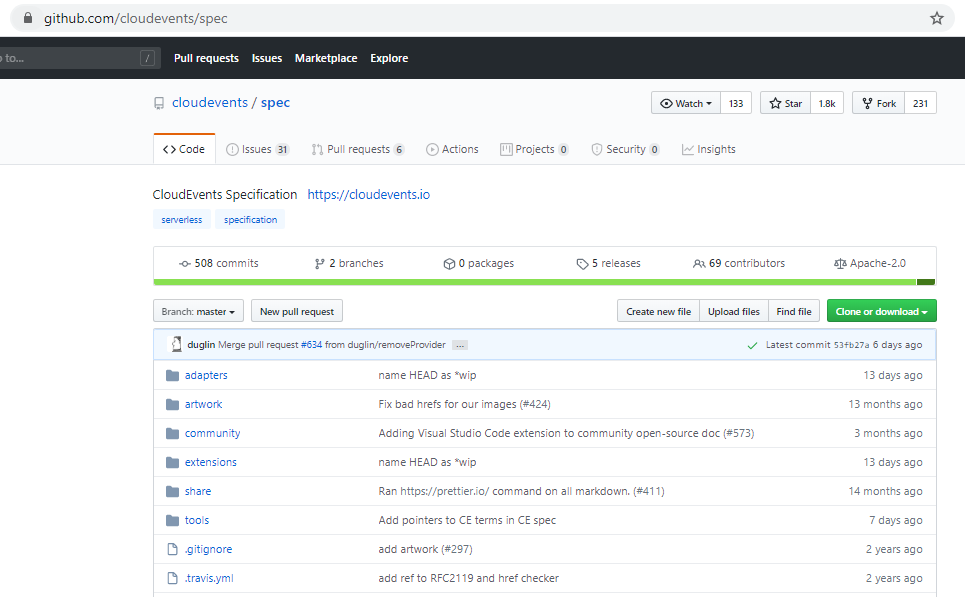 github.com/cloudevents/spec
to... / Pull requests Issues Marketplace Explore
cloudevents / spec Watch 133 Star 1.8k Fork 231
Code Issues 31 Pull requests 6 Actions Projects 0 Security 0 Insights
CloudEvents Specification https://cloudevents.io
serverless specification
508 commits 2 branches 0 packages 5 releases 69 contributors Apache-2.0
Branch: master New pull request Create new file Upload files Find file Clone or download
duglin Merge pull request #634 from duglin/removeProvider ... Latest commit 53fb27a 6 days ago
adapters name HEAD as *wip 13 days ago
artwork Fix bad hrefs for our images (#424) 13 months ago
community Adding Visual Studio Code extension to community open-source doc (#573) 3 months ago
extensions name HEAD as *wip 13 days ago
share Ran https://prettier.io/ command on all markdown. (#411) 14 months ago
tools Add pointers to CE terms in CE spec 7 days ago
.gitignore add artwork (#297) 2 years ago
.travis.yml add ref to RFC2119 and href checker 2 years ago